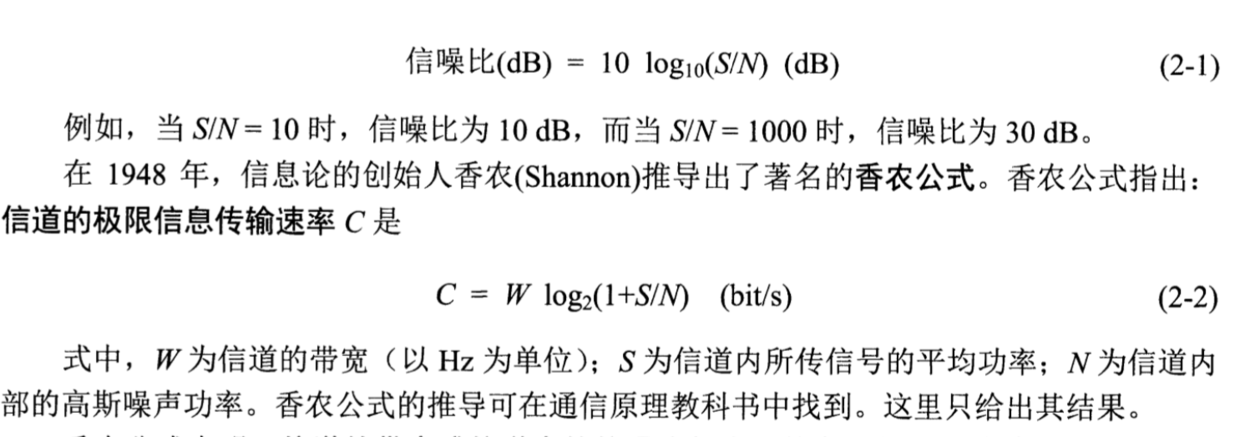 信噪比(dB) = 10 log₁₀(S/N) (dB) (2-1)
例如，当 S/N = 10 时，信噪比为 10 dB，而当 S/N = 1000 时，信噪比为 30 dB。
在 1948 年，信息论的创始人香农(Shannon)推导出了著名的香农公式。香农公式指出：
信道的极限信息传输速率 C 是
C = W log₂(1+S/N) (bit/s) (2-2)
式中，W 为信道的带宽（以 Hz 为单位）；S 为信道内所传信号的平均功率；N 为信道内
部的高斯噪声功率。香农公式的推导可在通信原理教科书中找到。这里只给出其结果。